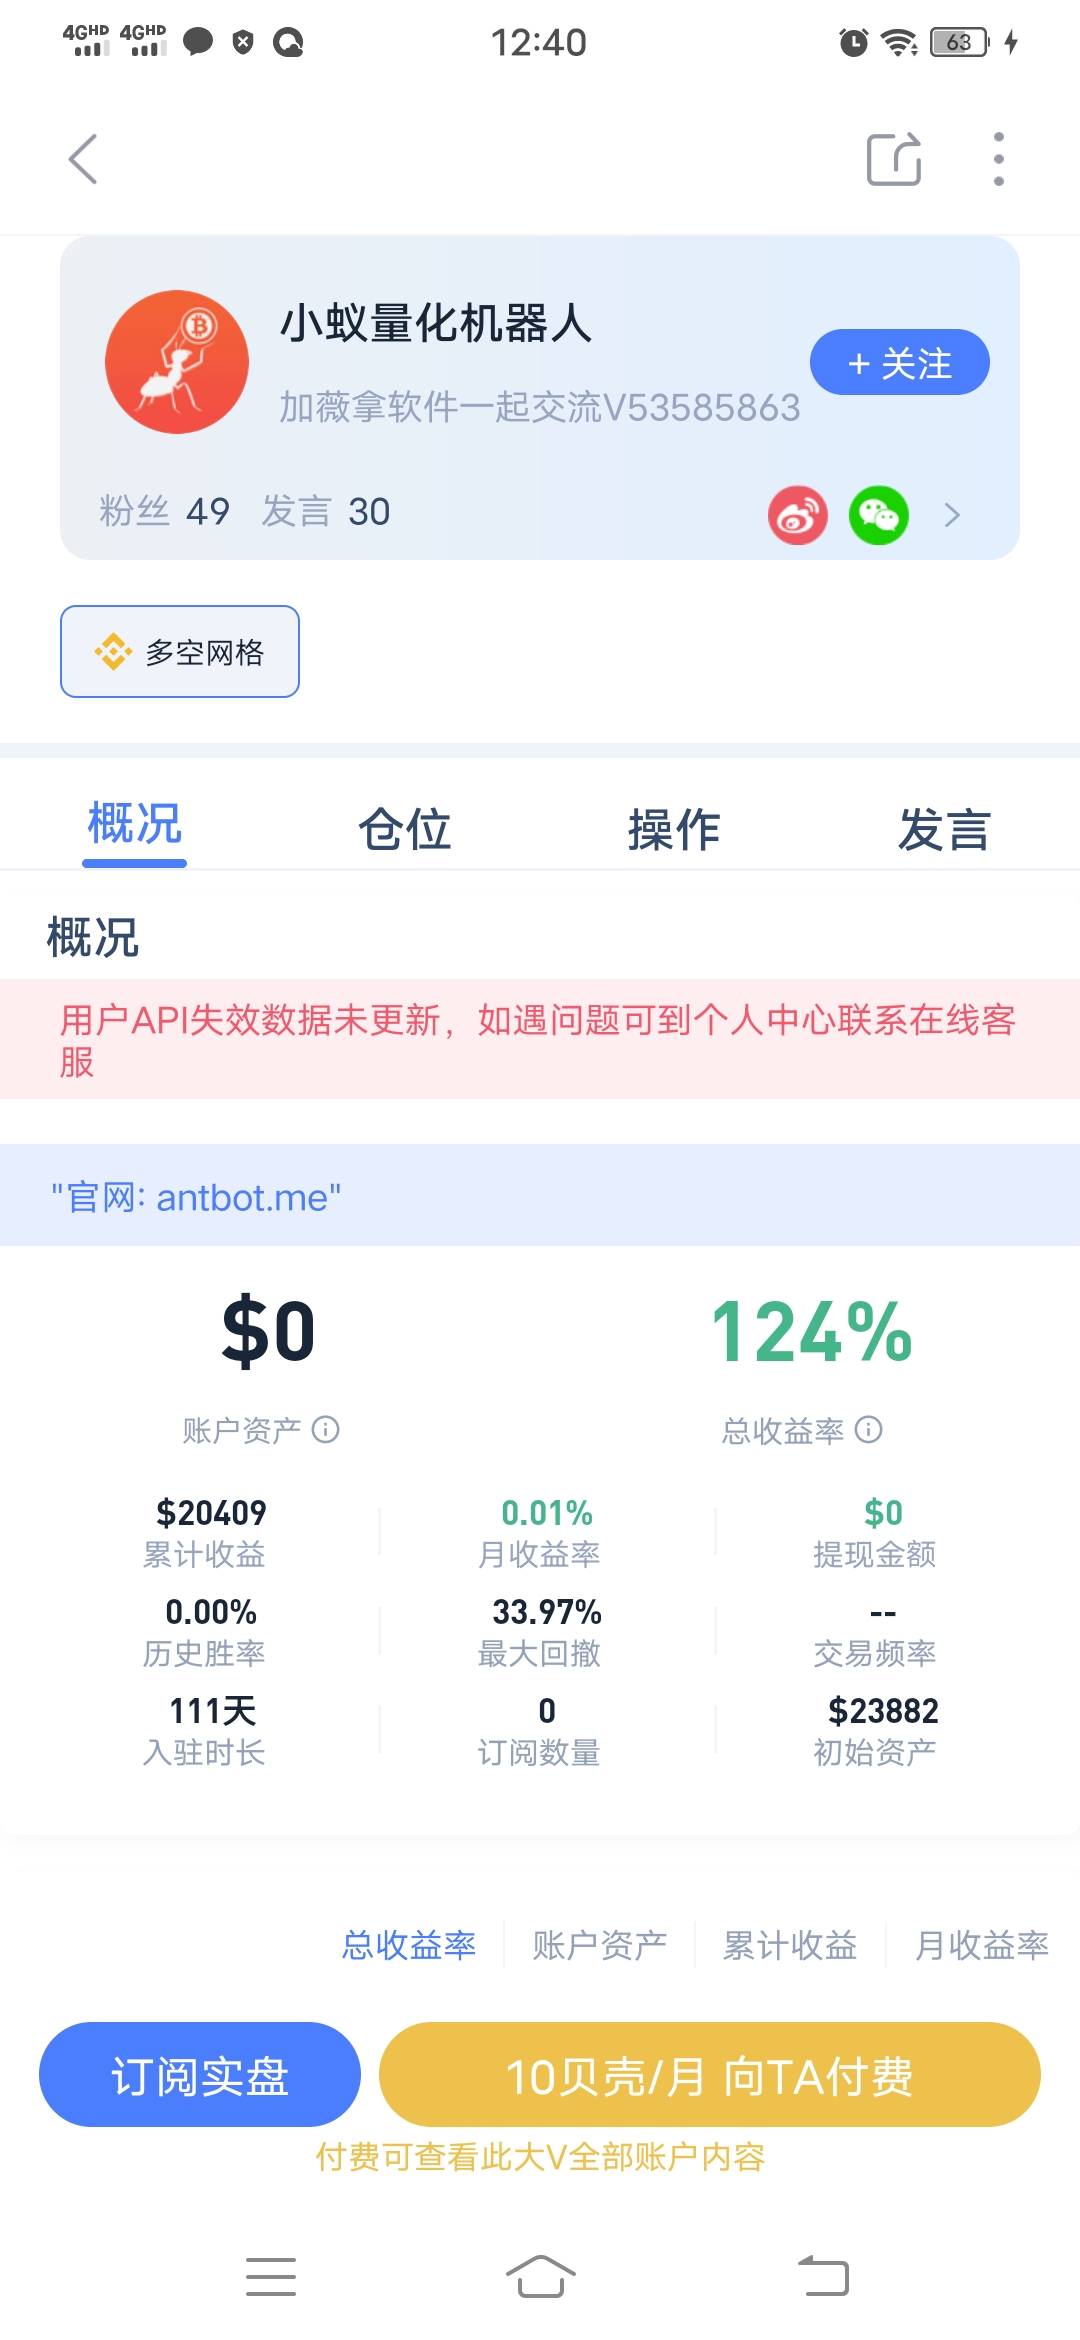 4GHD 4GHD 12:40 63
小蚁量化机器人
+ 关注
加薇拿软件一起交流V53585863
粉丝 49 发言 30
多空网格
概况 仓位 操作 发言
概况
用户API失效数据未更新，如遇问题可到个人中心联系在线客
服
"官网: antbot.me"
$0 124%
账户资产 总收益率
$20409 0.01% $0
累计收益 月收益率 提现金额
0.00% 33.97% --
历史胜率 最大回撤 交易频率
111天 0 $23882
入驻时长 订阅数量 初始资产
总收益率 账户资产 累计收益 月收益率
订阅实盘 10贝壳/月 向TA付费
付费可查看此大V全部账户内容